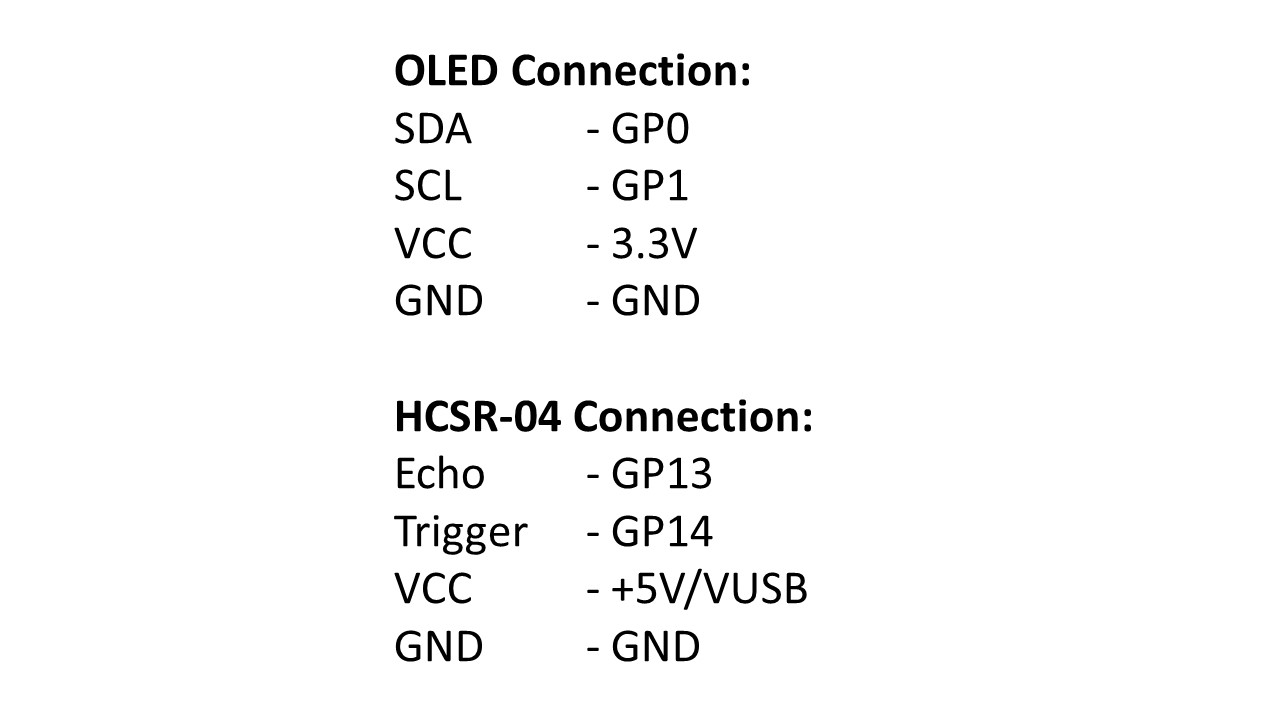 OLED Connection:
SDA - GP0
SCL - GP1
VCC - 3.3V
GND - GND
HCSR-04 Connection:
Echo - GP13
Trigger - GP14
VCC - +5V/VUSB
GND - GND